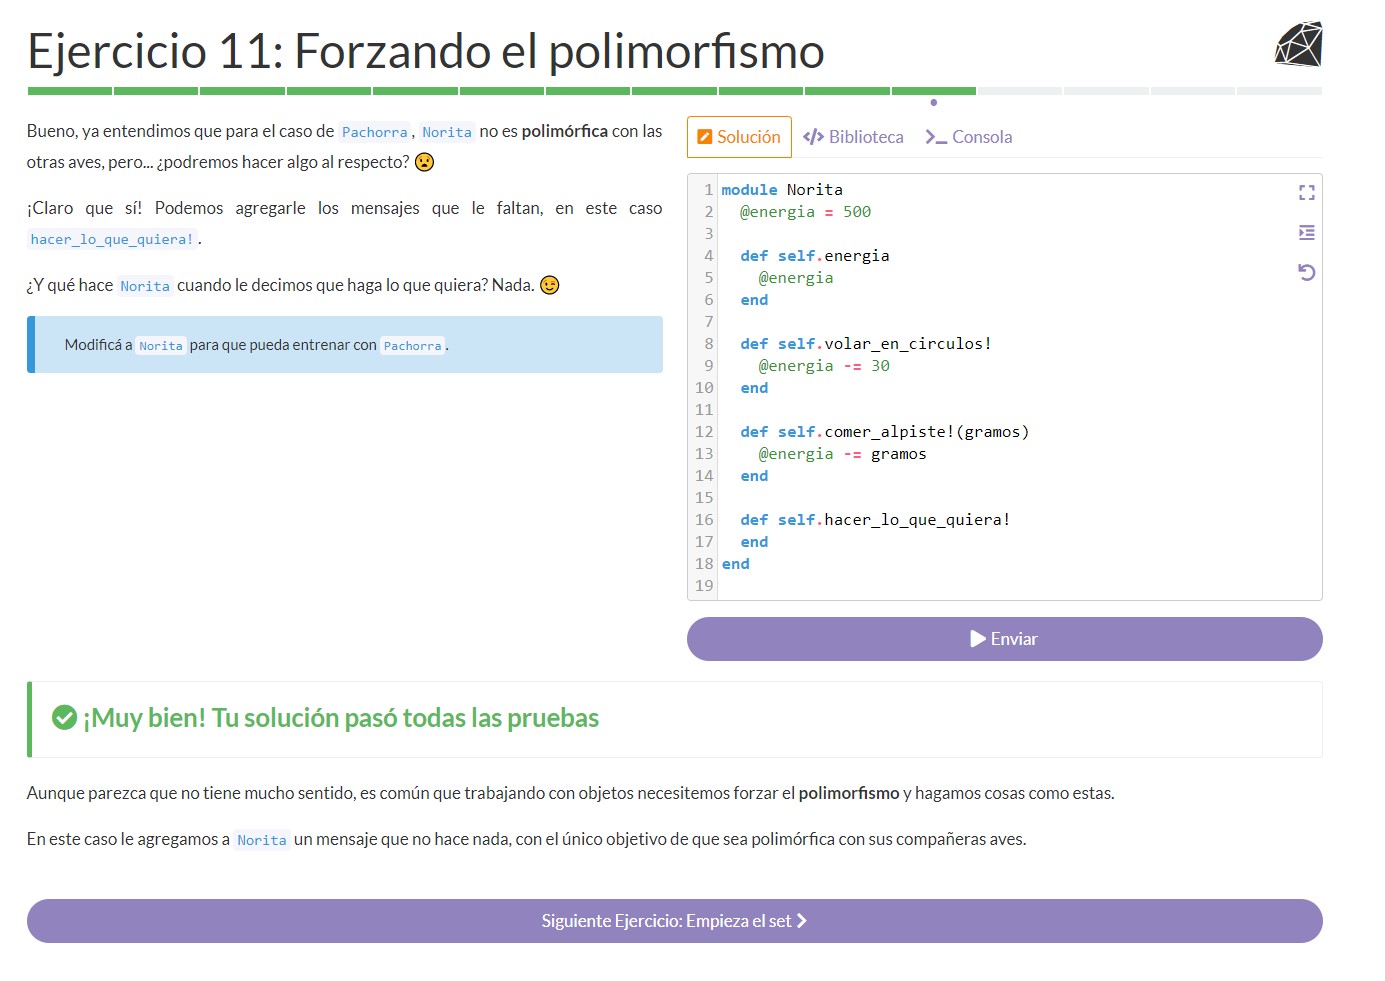 Ejercicio 11: Forzando el polimorfismo
Bueno, ya entendimos que para el caso de Pachorra, Norita no es polimórfica con las
otras aves, pero... ¿podremos hacer algo al respecto? 😮
¡Claro que sí! Podemos agregarle los mensajes que le faltan, en este caso
hacer_lo_que_quiera!.
¿Y qué hace Norita cuando le decimos que haga lo que quiera? Nada. 😉
Modificá a Norita para que pueda entrenar con Pachorra.
Solución
Biblioteca
Consola
1 module Norita
2   @energia = 500
3
4   def self.energia
5     @energia
6   end
7
8   def self.volar_en_circulos!
9     @energia -= 30
10   end
11
12   def self.comer_alpiste!(gramos)
13     @energia -= gramos
14   end
15
16   def self.hacer_lo_que_quiera!
17   end
18 end
19
Enviar
¡Muy bien! Tu solución pasó todas las pruebas
Aunque parezca que no tiene mucho sentido, es común que trabajando con objetos necesitemos forzar el polimorfismo y hagamos cosas como estas.
En este caso le agregamos a Norita un mensaje que no hace nada, con el único objetivo de que sea polimórfica con sus compañeras aves.
Siguiente Ejercicio: Empieza el set